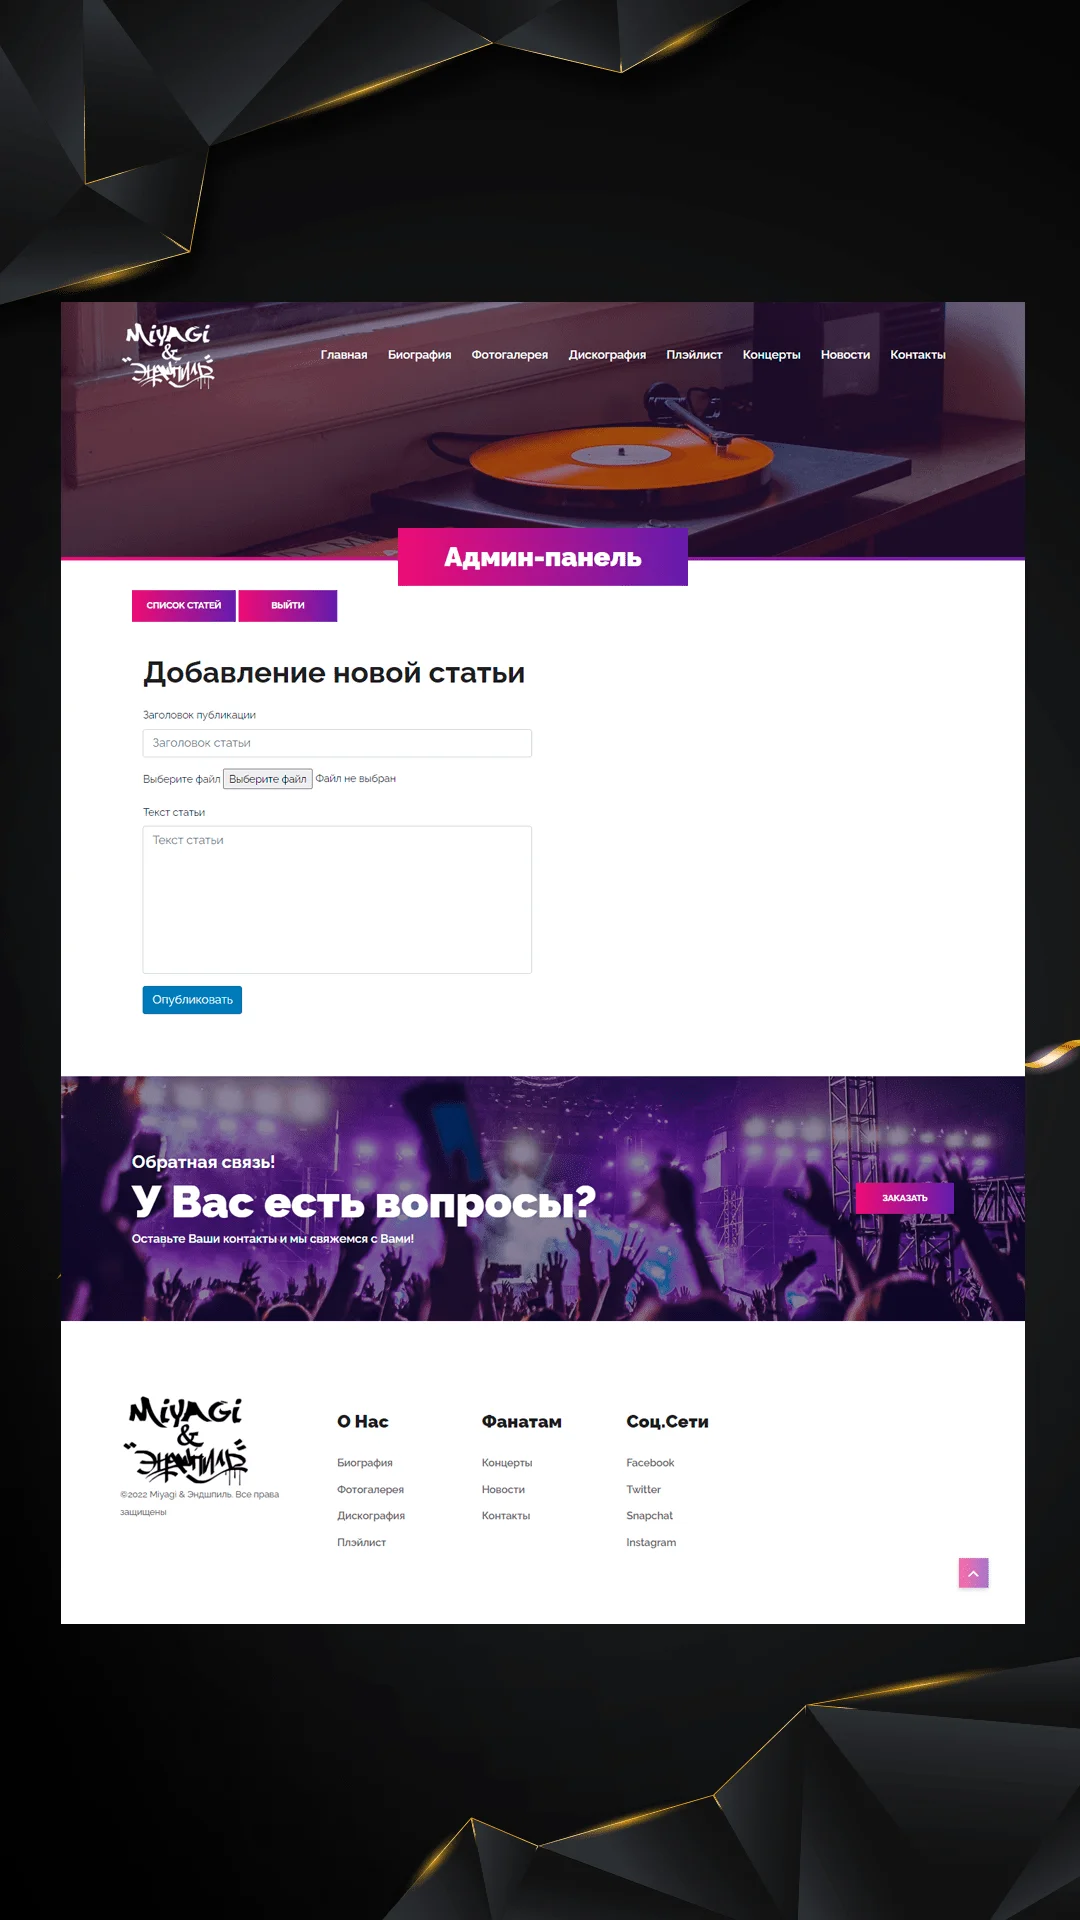 MiYAGi
&
"Эндшпиль"
Главная Биография Фотогалерея Дискография Плэйлист Концерты Новости Контакты
Админ-панель
СПИСОК СТАТЕЙ ВЫЙТИ
Добавление новой статьи
Заголовок публикации
Заголовок статьи
Выберите файл Выберите файл Файл не выбран
Текст статьи
Текст статьи
Опубликовать
Обратная связь!
У Вас есть вопросы?
Оставьте Ваши контакты и мы свяжемся с Вами!
ЗАКАЗАТЬ
MiYAGi
&
"Эндшпиль"
©2022 Miyagi & Эндшпиль. Все права
защищены
О Нас
Биография
Фотогалерея
Дискография
Плэйлист
Фанатам
Концерты
Новости
Контакты
Соц.Сети
Facebook
Twitter
Snapchat
Instagram